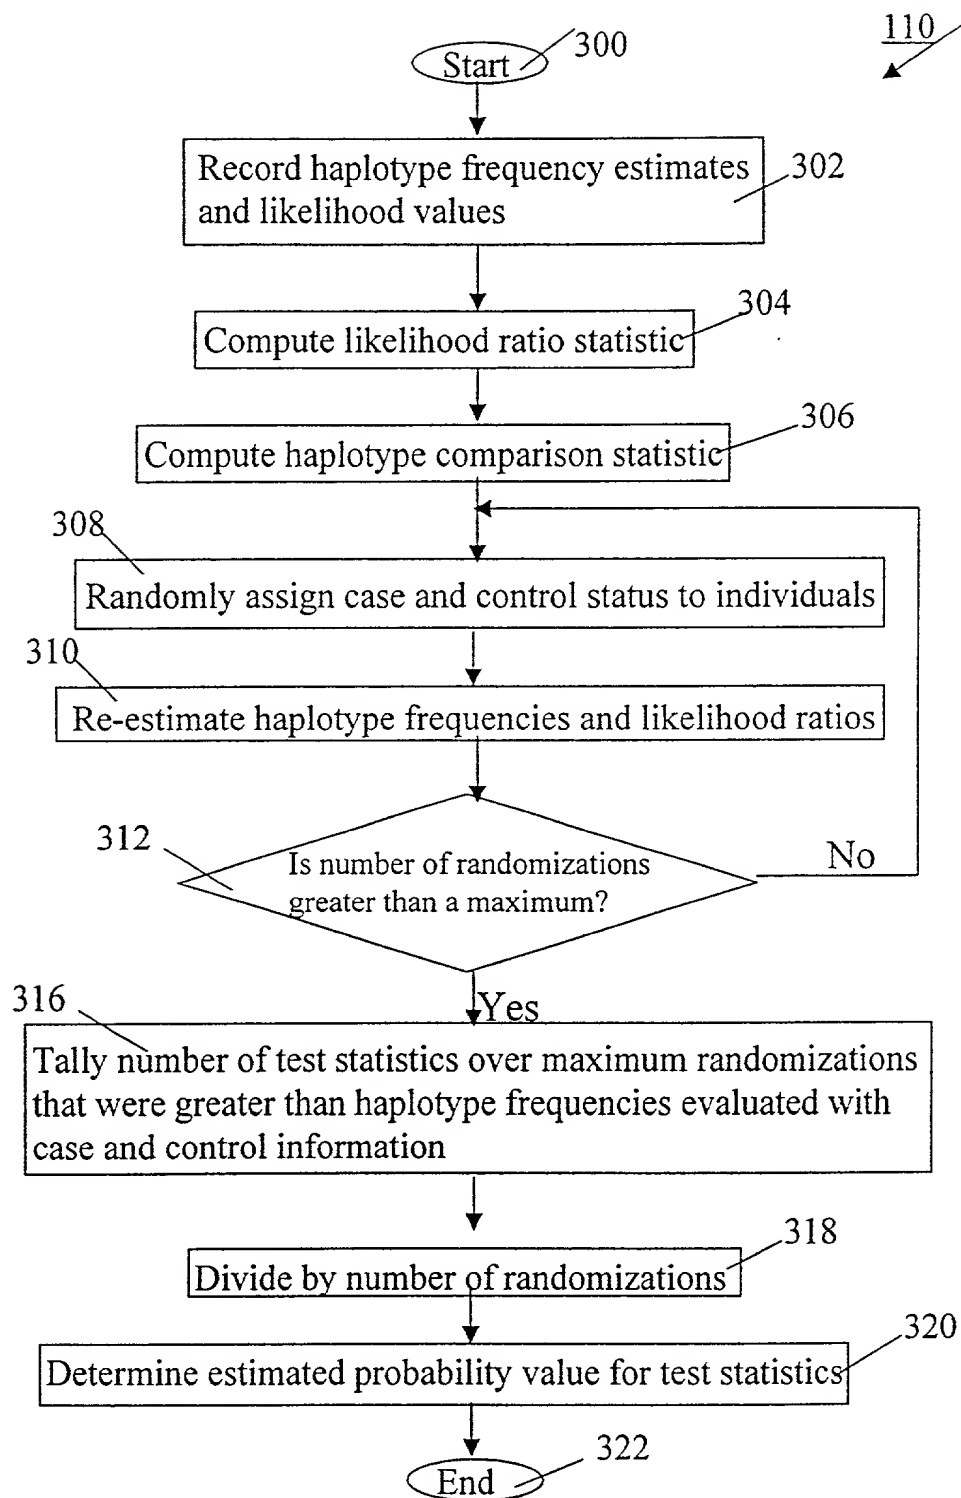 110
300
Start
Record haplotype frequency estimates
and likelihood values
302
304
Compute likelihood ratio statistic
306
Compute haplotype comparison statistic
308
Randomly assign case and control status to individuals
310
Re-estimate haplotype frequencies and likelihood ratios
312
Is number of randomizations
greater than a maximum?
No
Yes
316
Tally number of test statistics over maximum randomizations
that were greater than haplotype frequencies evaluated with
case and control information
318
Divide by number of randomizations
320
Determine estimated probability value for test statistics
322
End